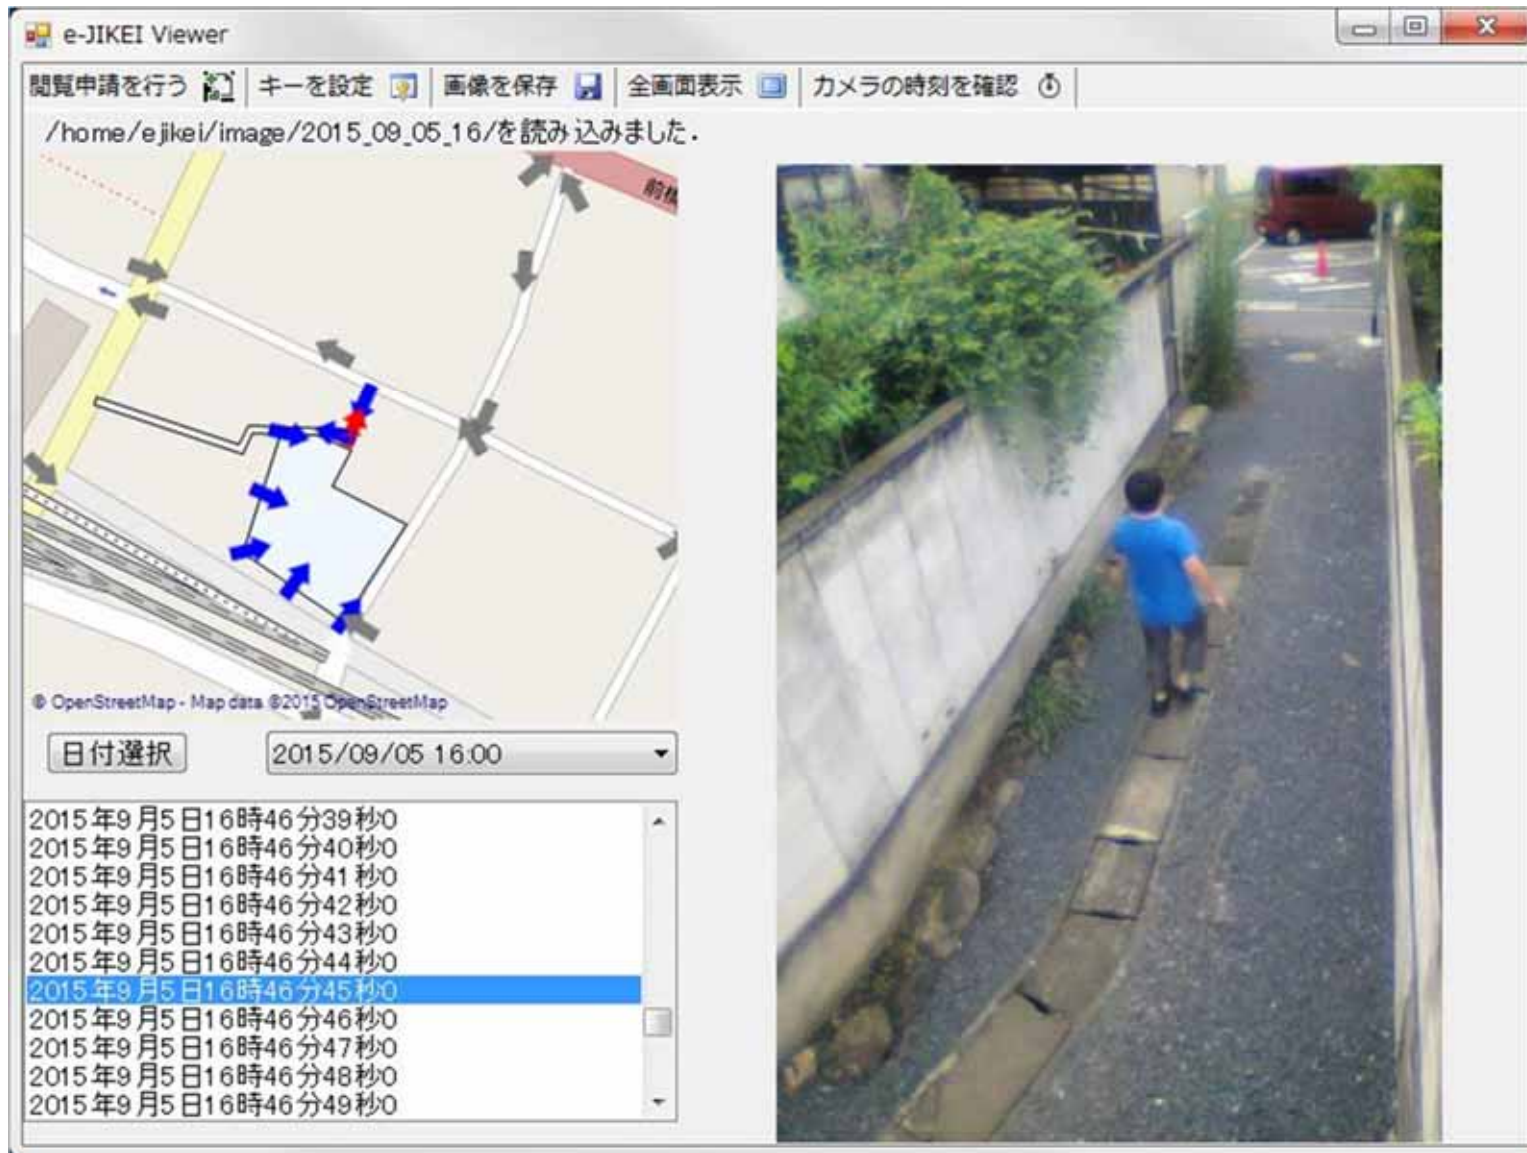 e-JIKEI Viewer
閲覧申請を行う キーを設定 画像を保存 全画面表示 カメラの時刻を確認
/home/ejikei/image/2015_09_05_16/を読み込みました.
前橋
© OpenStreetMap - Map data ©2015 OpenStreetMap
日付選択 2015/09/05 16:00
2015年9月5日16時46分39秒0
2015年9月5日16時46分40秒0
2015年9月5日16時46分41秒0
2015年9月5日16時46分42秒0
2015年9月5日16時46分43秒0
2015年9月5日16時46分44秒0
2015年9月5日16時46分45秒0
2015年9月5日16時46分46秒0
2015年9月5日16時46分47秒0
2015年9月5日16時46分48秒0
2015年9月5日16時46分49秒0